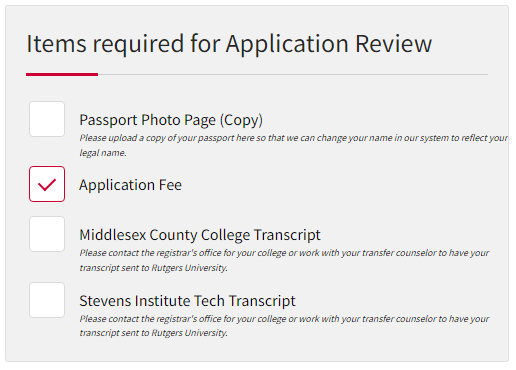 Items required for Application Review
Passport Photo Page (Copy)
Please upload a copy of your passport here so that we can change your name in our system to reflect your
legal name.
Application Fee
Middlesex County College Transcript
Please contact the registrar's office for your college or work with your transfer counselor to have your
transcript sent to Rutgers University.
Stevens Institute Tech Transcript
Please contact the registrar's office for your college or work with your transfer counselor to have your
transcript sent to Rutgers University.